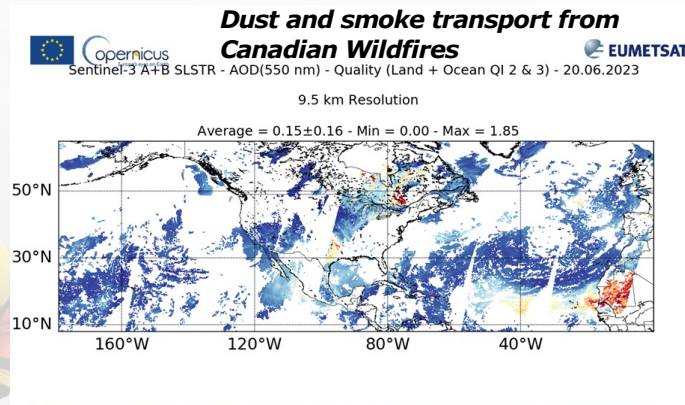 Dust and smoke transport from
Canadian Wildfires
opernicus
EUMETSAT
Sentinel-3 A+B SLSTR - AOD(550 nm) - Quality (Land + Ocean QI 2 & 3) - 20.06.2023
9.5 km Resolution
Average = 0.15±0.16 - Min = 0.00 - Max = 1.85
50°N
30°N
10°N
160°W 120°W 80°W 40°W